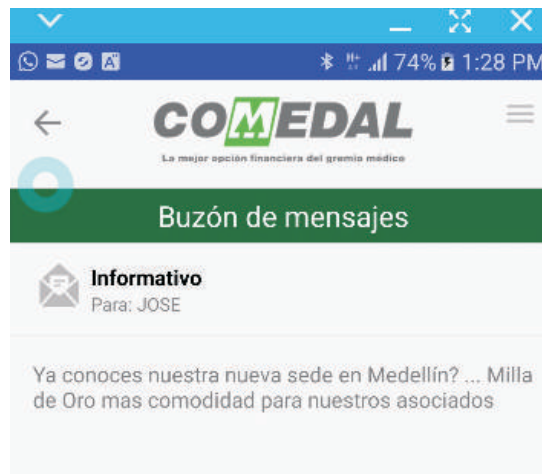 74% 1:28 PM
COMEDAL
La mejor opción financiera del gremio médico
Buzón de mensajes
Informativo
Para: JOSE
Ya conoces nuestra nueva sede en Medellín? ... Milla
de Oro mas comodidad para nuestros asociados